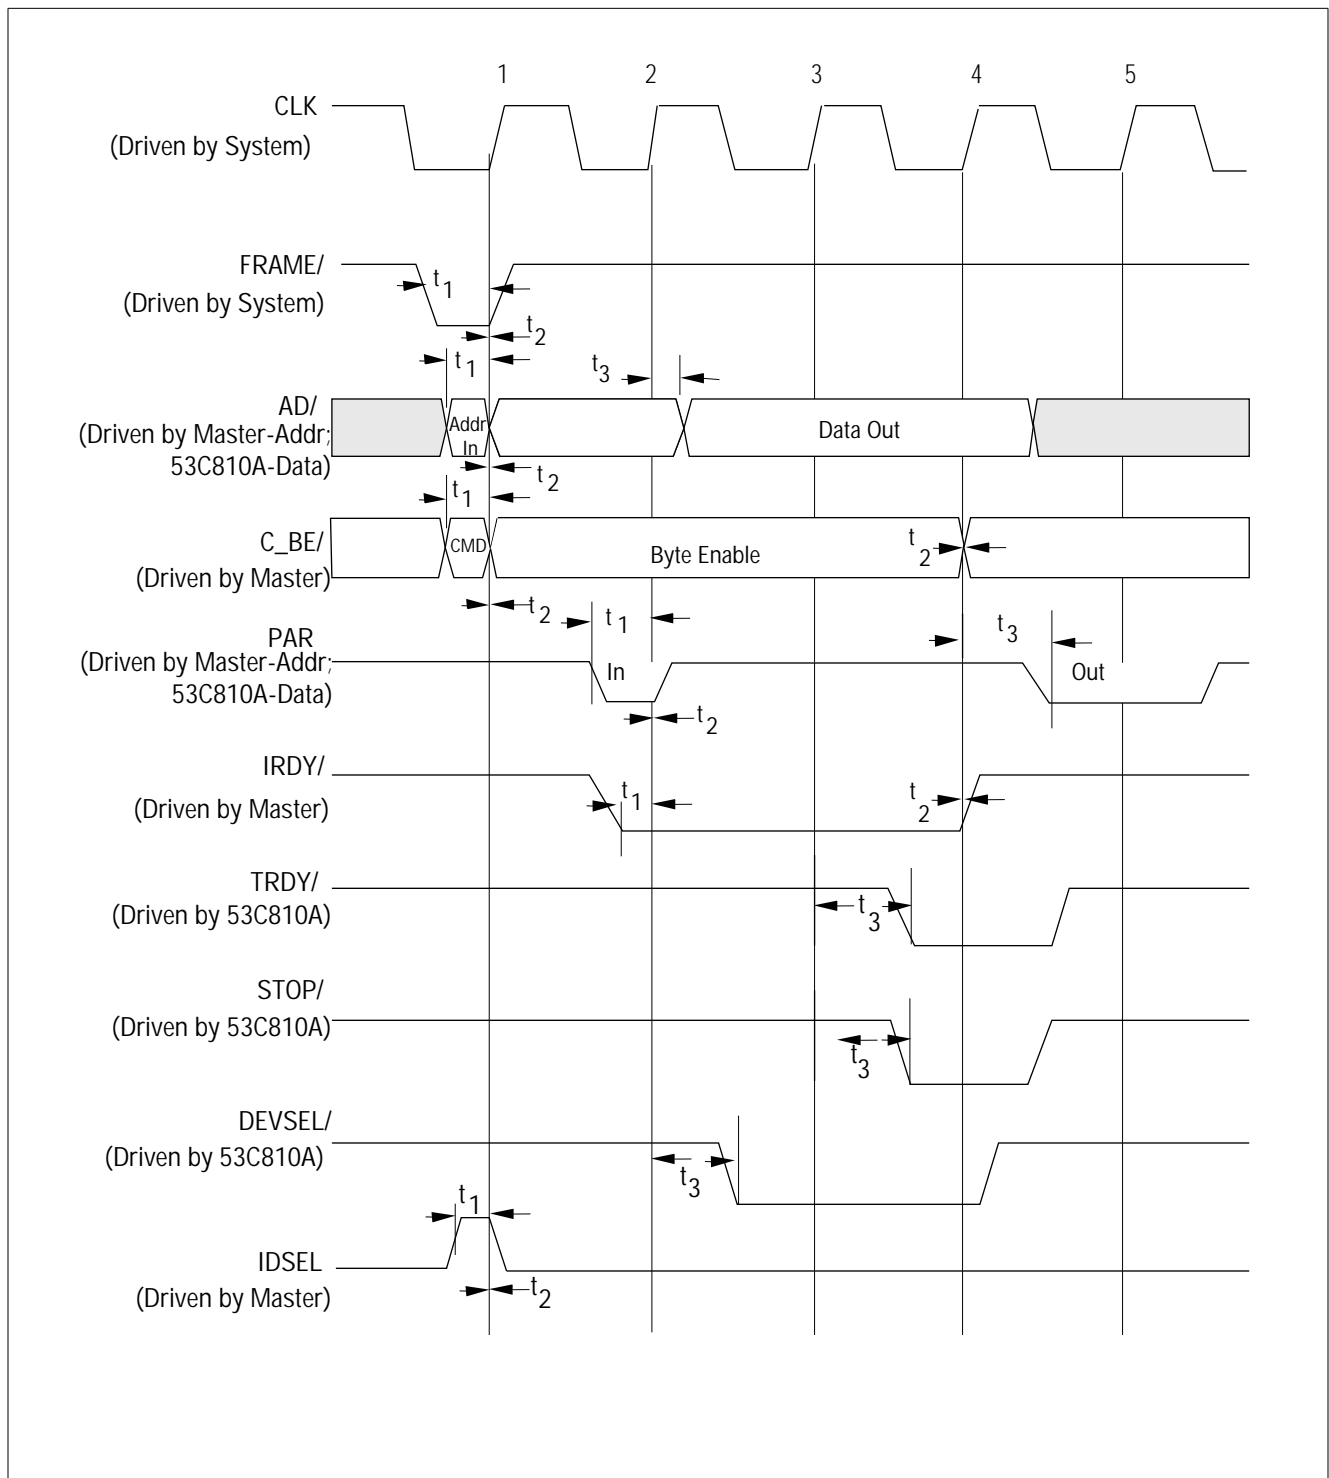 1 2 3 4 5
CLK
(Driven by System)
FRAME/
t1
(Driven by System)
t2
t1
t3
AD/
(Driven by Master-Addr;
53C810A-Data)
Addr
In
Data Out
t2
t1
C_BE/
(Driven by Master)
CMD
Byte Enable
t2
t2
t1
t3
PAR
(Driven by Master-Addr;
53C810A-Data)
In
Out
t2
IRDY/
(Driven by Master)
t1
t2
TRDY/
(Driven by 53C810A)
t3
STOP/
(Driven by 53C810A)
t3
DEVSEL/
(Driven by 53C810A)
t3
t1
IDSEL
(Driven by Master)
t2